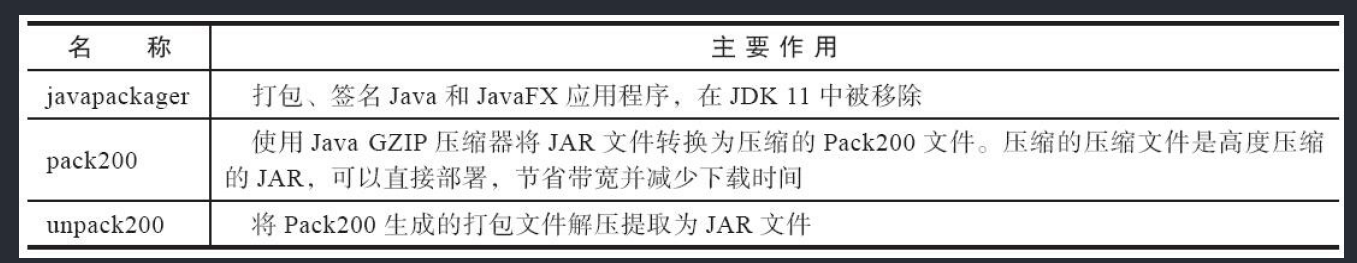 名 称 主要作用
javapackager 打包、签名 Java 和 JavaFX 应用程序，在 JDK 11 中被移除
pack200 使用 Java GZIP 压缩器将 JAR 文件转换为压缩的 Pack200 文件。压缩的压缩文件是高度压缩
的 JAR，可以直接部署，节省带宽并减少下载时间
unpack200 将 Pack200 生成的打包文件解压提取为 JAR 文件